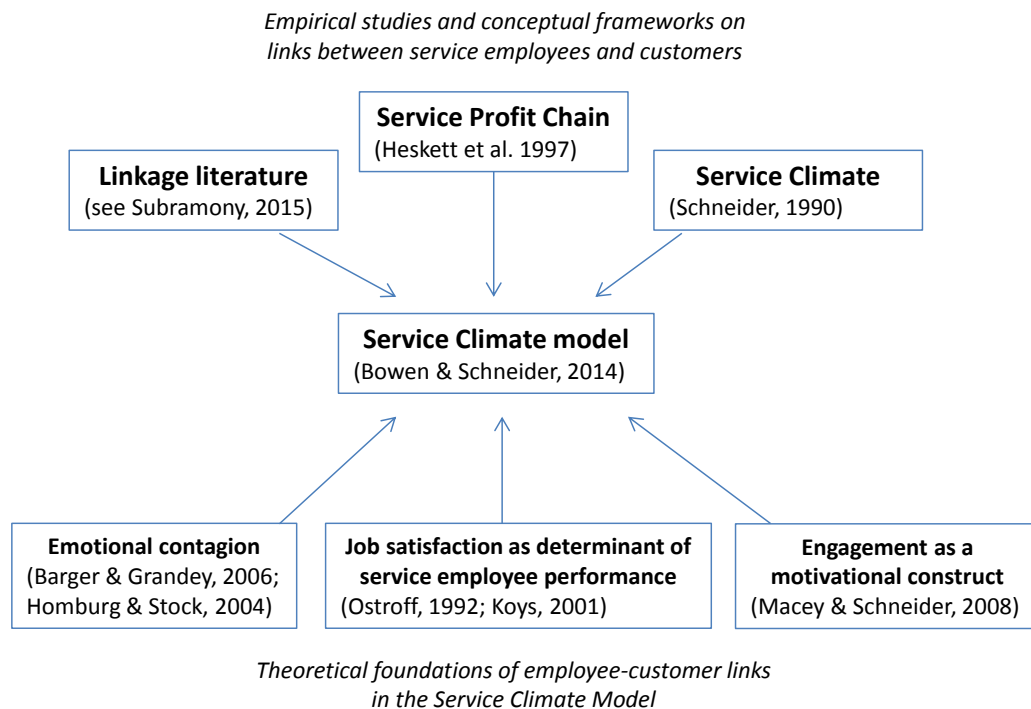 Empirical studies and conceptual frameworks on
links between service employees and customers
Service Profit Chain
(Heskett et al. 1997)
Linkage literature
(see Subramony, 2015)
Service Climate
(Schneider, 1990)
Service Climate model
(Bowen & Schneider, 2014)
Emotional contagion
(Barger & Grandey, 2006;
Homburg & Stock, 2004)
Job satisfaction as determinant of
service employee performance
(Ostroff, 1992; Koys, 2001)
Engagement as a
motivational construct
(Macey & Schneider, 2008)
Theoretical foundations of employee-customer links
in the Service Climate Model